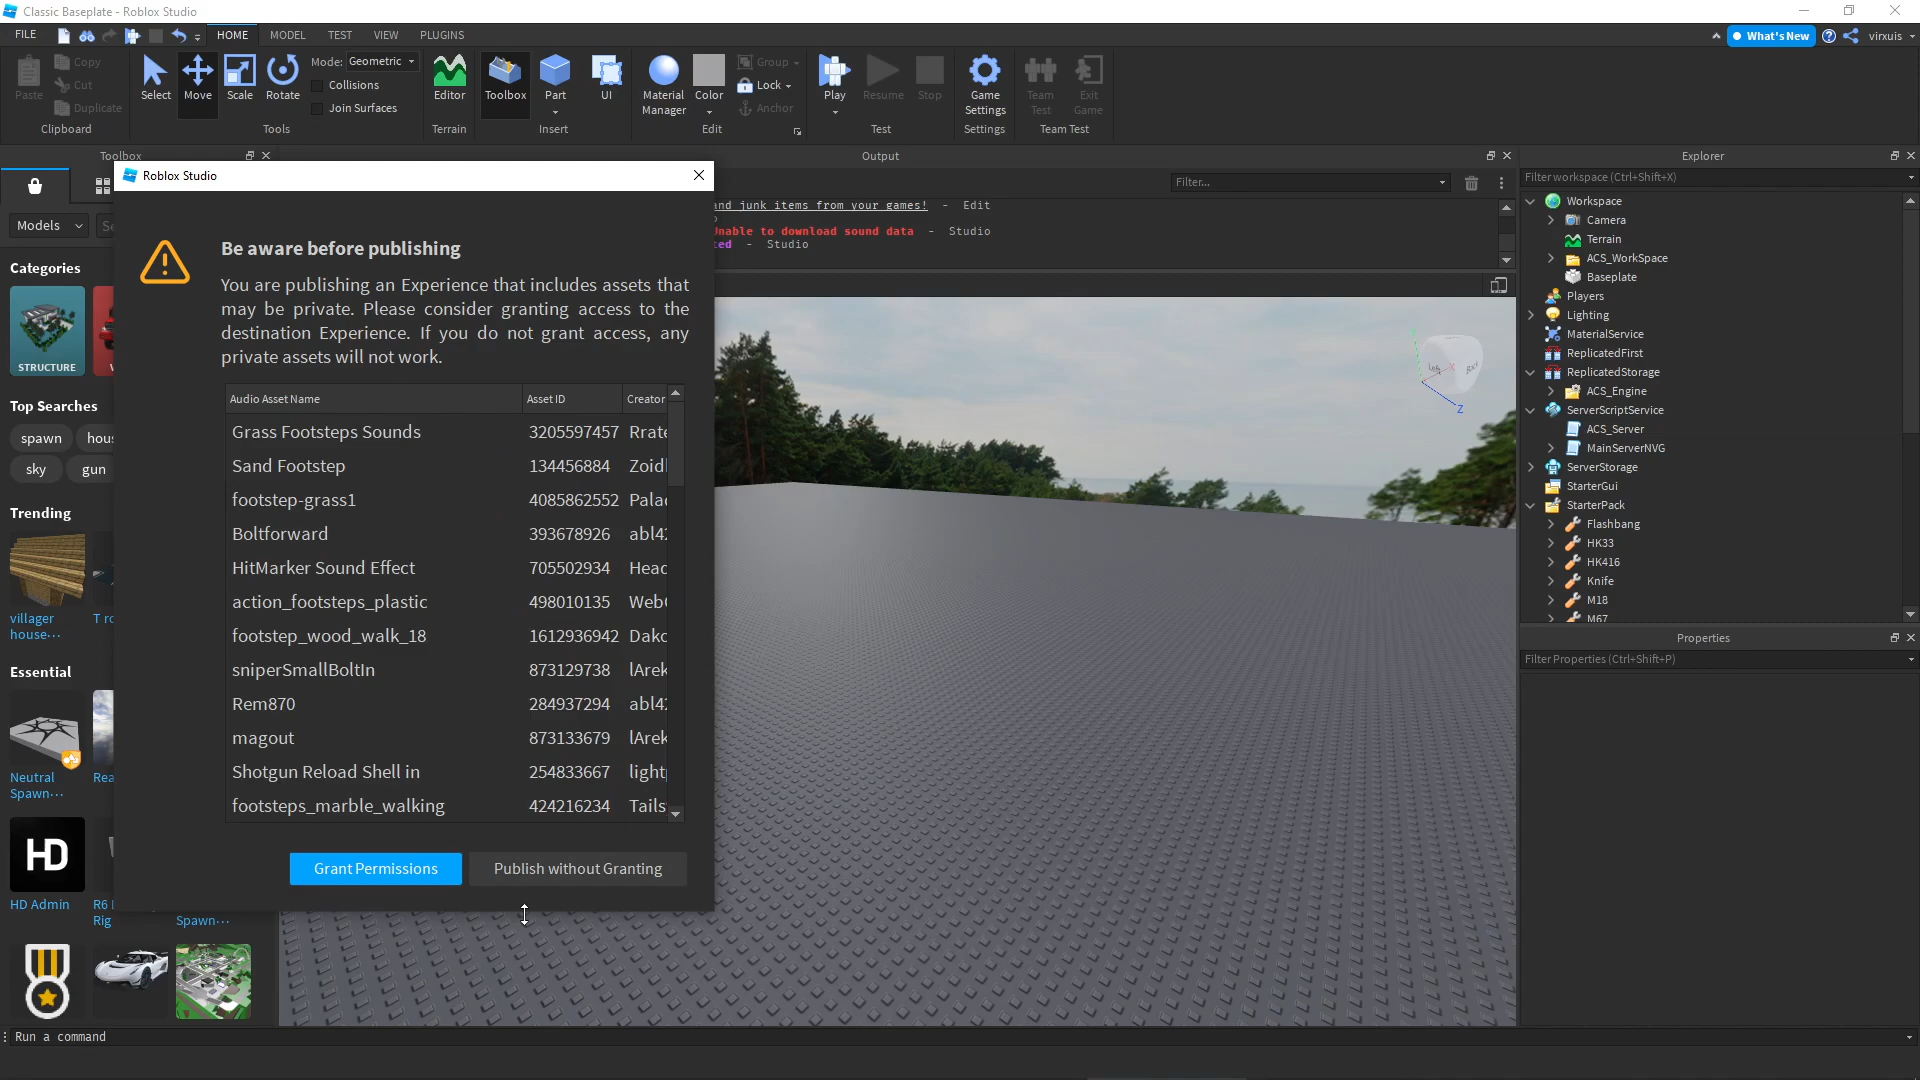 Classic Baseplate - Roblox Studio
FILE
HOME
MODEL
TEST
VIEW
PLUGINS
What's New
virxuis
Paste
Copy
Cut
Duplicate
Clipboard
Select
Move
Scale
Rotate
Mode:
Geometric
Collisions
Join Surfaces
Tools
Editor
Terrain
Toolbox
Part
UI
Insert
Material
Manager
Color
Group
Lock
Anchor
Edit
Play
Resume
Stop
Test
Game
Settings
Settings
Team
Test
Exit
Game
Team Test
Toolbox
Models
Categories
STRUCTURE
Top Searches
spawn
sky
gun
Trending
villager
house...
Essential
Neutral
Spawn...
HD
HD Admin
Rig
Spawn...
Roblox Studio
Be aware before publishing
You are publishing an Experience that includes assets that
may be private. Please consider granting access to the
destination Experience. If you do not grant access, any
private assets will not work.
Audio Asset Name Asset ID Creator
Grass Footsteps Sounds 3205597457 Rrate
Sand Footstep 134456884
footstep-grass1 4085862552
Boltforward 393678926
HitMarker Sound Effect 705502934
action_footsteps_plastic 498010135
footstep_wood_walk_18 1612936942
sniperSmallBoltIn 873129738
Rem870 284937294
magout 873133679
Shotgun Reload Shell in 254833667
footsteps_marble_walking 424216234
Grant Permissions
Publish without Granting
Output
Filter...
and junk items from your games! - Edit
Unable to download sound data - Studio
ted - Studio
Left
Z
Explorer
Filter workspace (Ctrl+Shift+X)
Workspace
Camera
Terrain
ACS_WorkSpace
Baseplate
Players
Lighting
MaterialService
ReplicatedFirst
ReplicatedStorage
ACS_Engine
ServerScriptService
ACS_Server
MainServerNVG
ServerStorage
StarterGui
StarterPack
Flashbang
HK33
HK416
Knife
M18
M67
Properties
Filter Properties (Ctrl+Shift+P)
Run a command